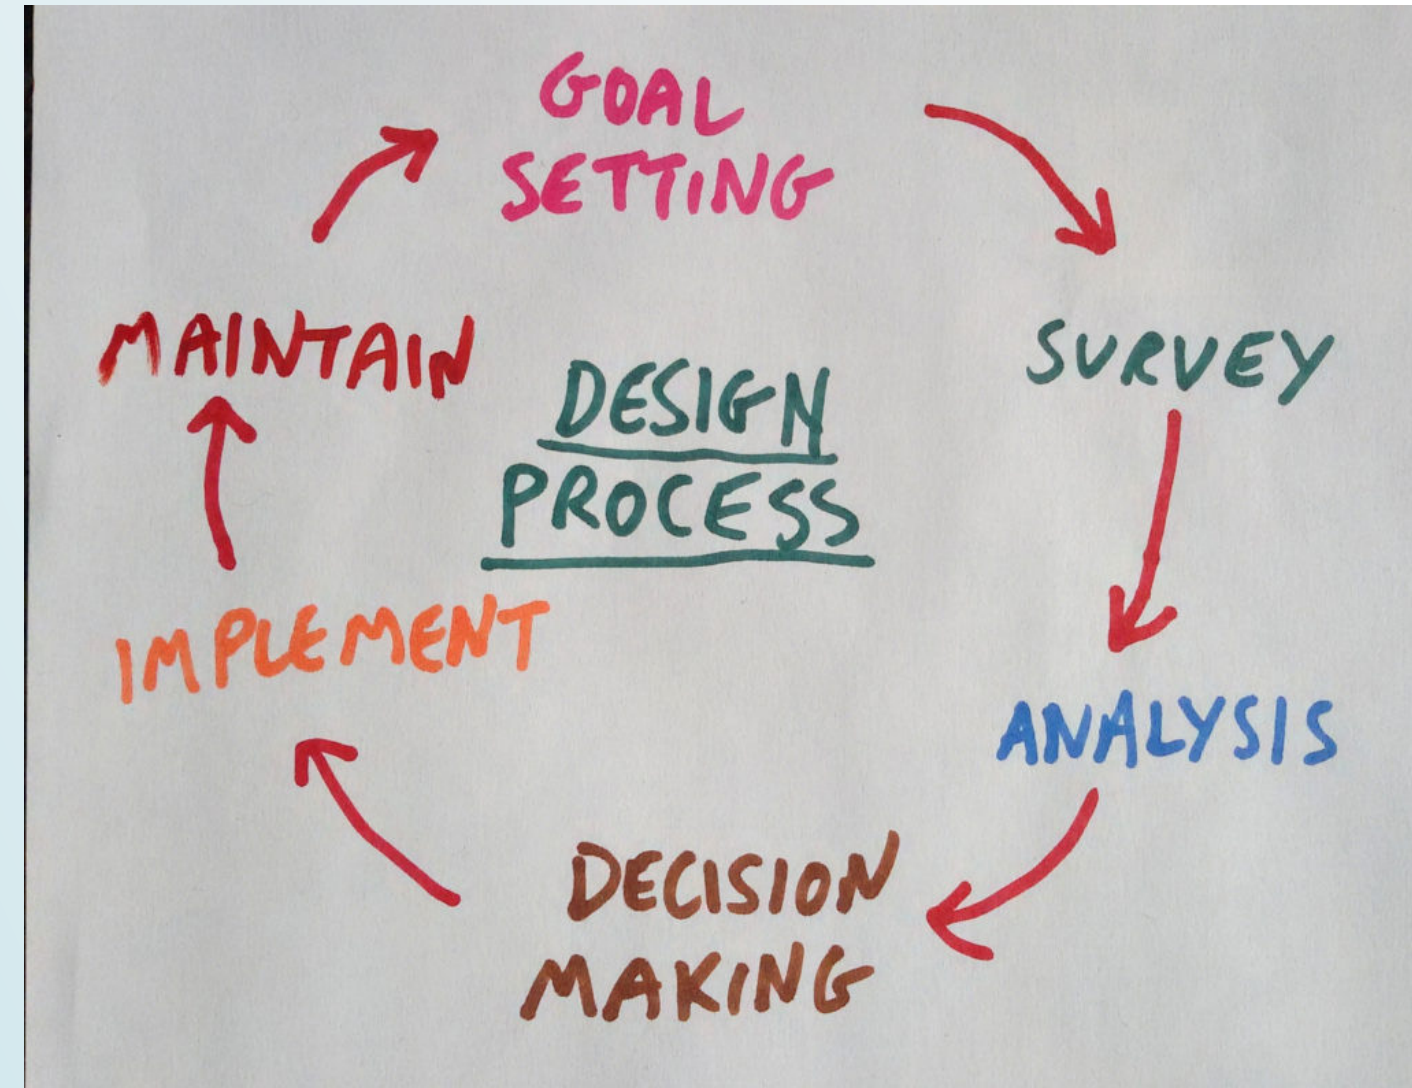 GOAL
SETTING
SURVEY
ANALYSIS
DECISION
MAKING
IMPLEMENT
MAINTAIN
DESIGN
PROCESS